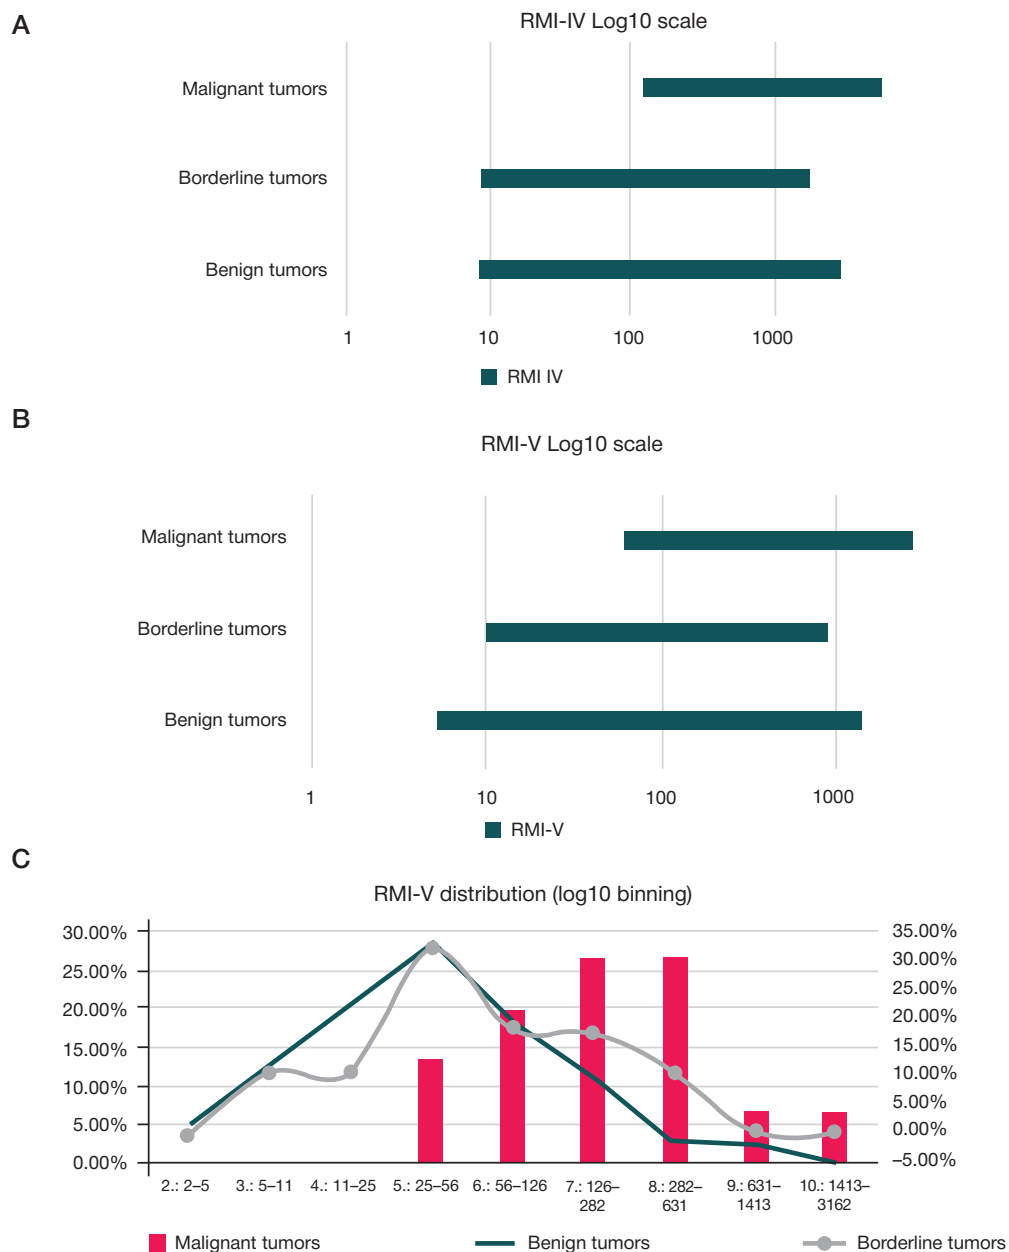 A
RMI-IV Log10 scale
Malignant tumors
Borderline tumors
Benign tumors
1 10 100 1000
RMI IV
B
RMI-V Log10 scale
Malignant tumors
Borderline tumors
Benign tumors
1 10 100 1000
RMI-V
C
RMI-V distribution (log10 binning)
30.00%
25.00%
20.00%
15.00%
10.00%
5.00%
0.00%
35.00%
30.00%
25.00%
20.00%
15.00%
10.00%
5.00%
0.00%
−5.00%
2.: 2–5 3.: 5–11 4.: 11–25 5.: 25–56 6.: 56–126 7.: 126– 8.: 282– 9.: 631– 10.: 1413–
282 631 1413 3162
Malignant tumors Benign tumors Borderline tumors